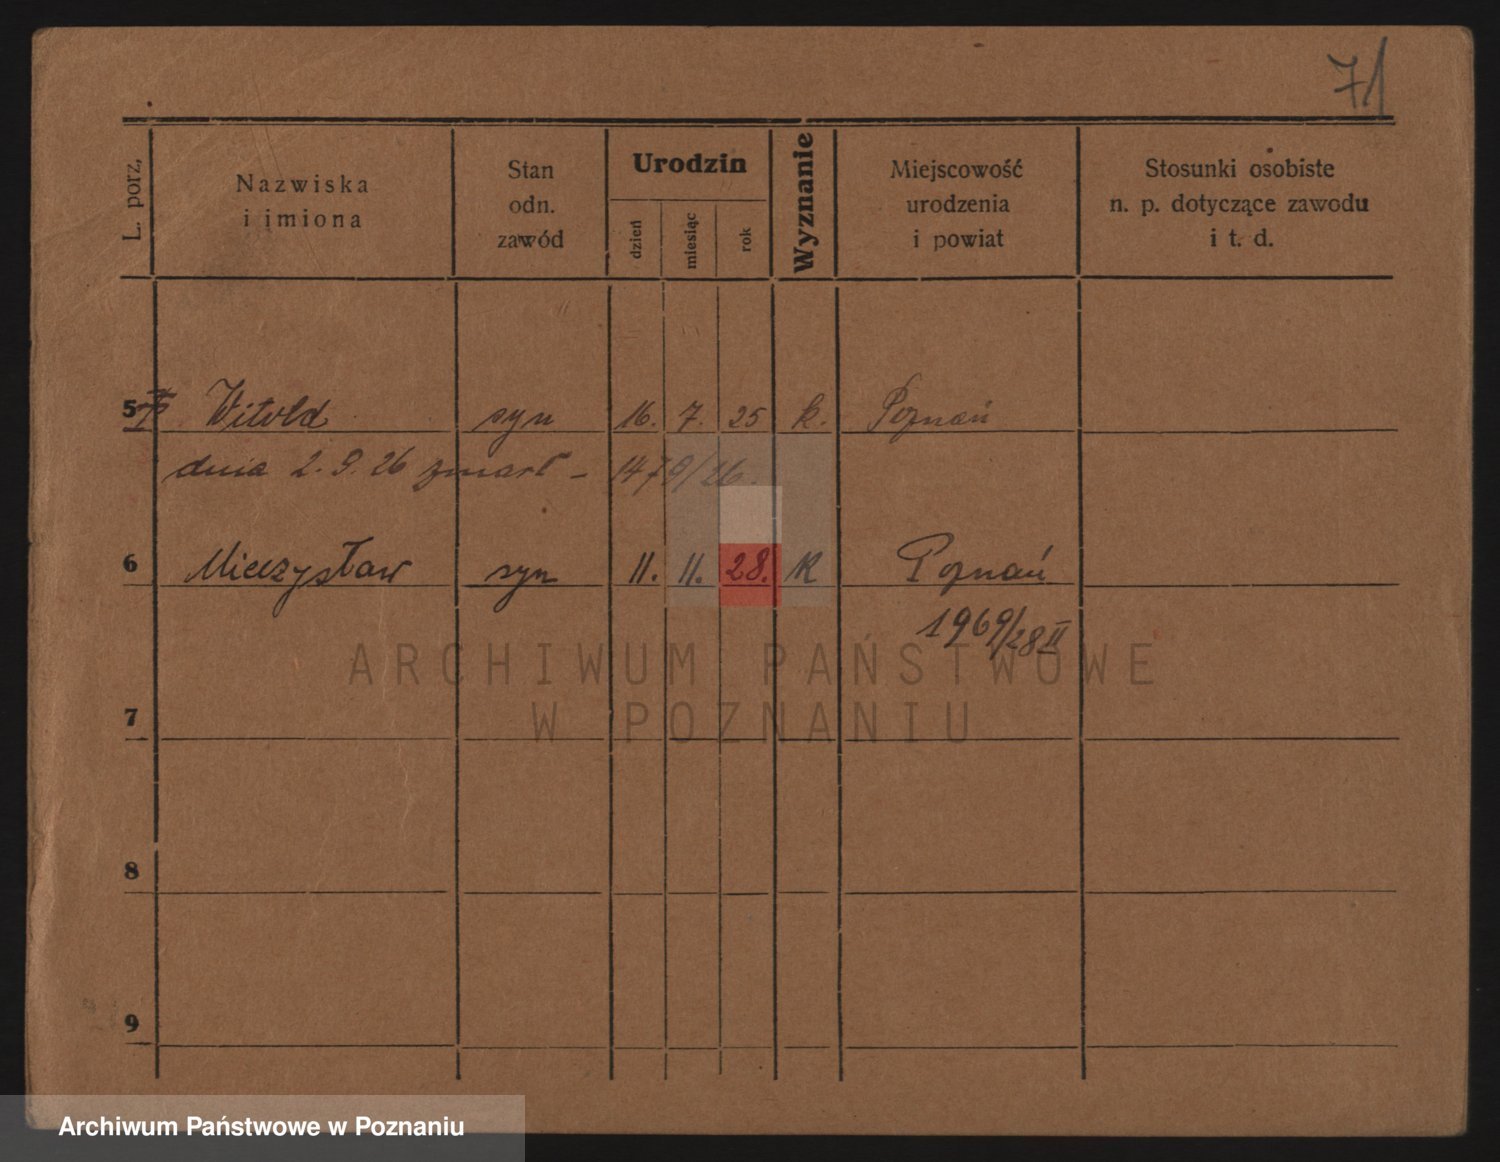 71
L. porz,
Nazwiska
i imiona
Stan
odn.
zawód
Urodzin
dzień
miesiąc
rok
Wyznanie
Miejscowość
urodzenia
i powiat
Stosunki osobiste
n. p. dotyczące zawodu
i t. d.
5 Witold syn 16. 7. 25 k. Poznań
dnia 2. 9. 26 zmarł – 1479/26.
6 Mieczysław syn 11. 11. 28. K Poznań
1969/28 II
ARCHIWUM PAŃSTWOWE
W POZNANIU
7
8
9
Archiwum Państwowe w Poznaniu